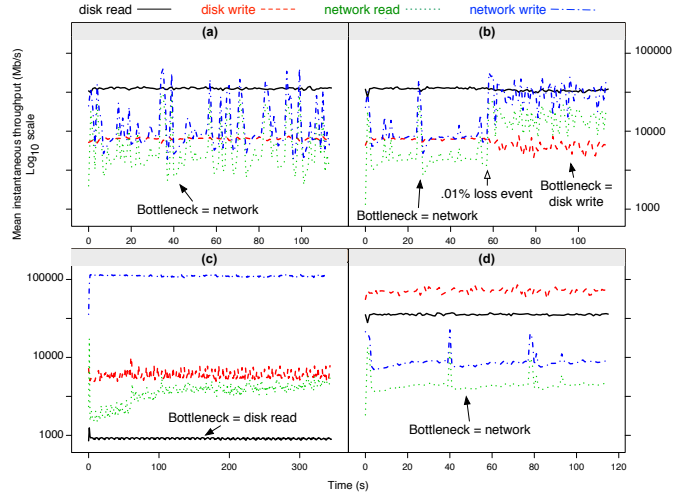 disk read disk write network read network write
(a) (b)
Mean instantaneous throughput (Mb/s)
Log10 scale
100000
10000
1000
Bottleneck = network
Bottleneck = network
.01% loss event
Bottleneck =
disk write
0 20 40 60 80 100
0 20 40 60 80 100
(c) (d)
100000
10000
1000
Bottleneck = disk read
Bottleneck = network
0 100 200 300
0 20 40 60 80 100 120
Time (s)